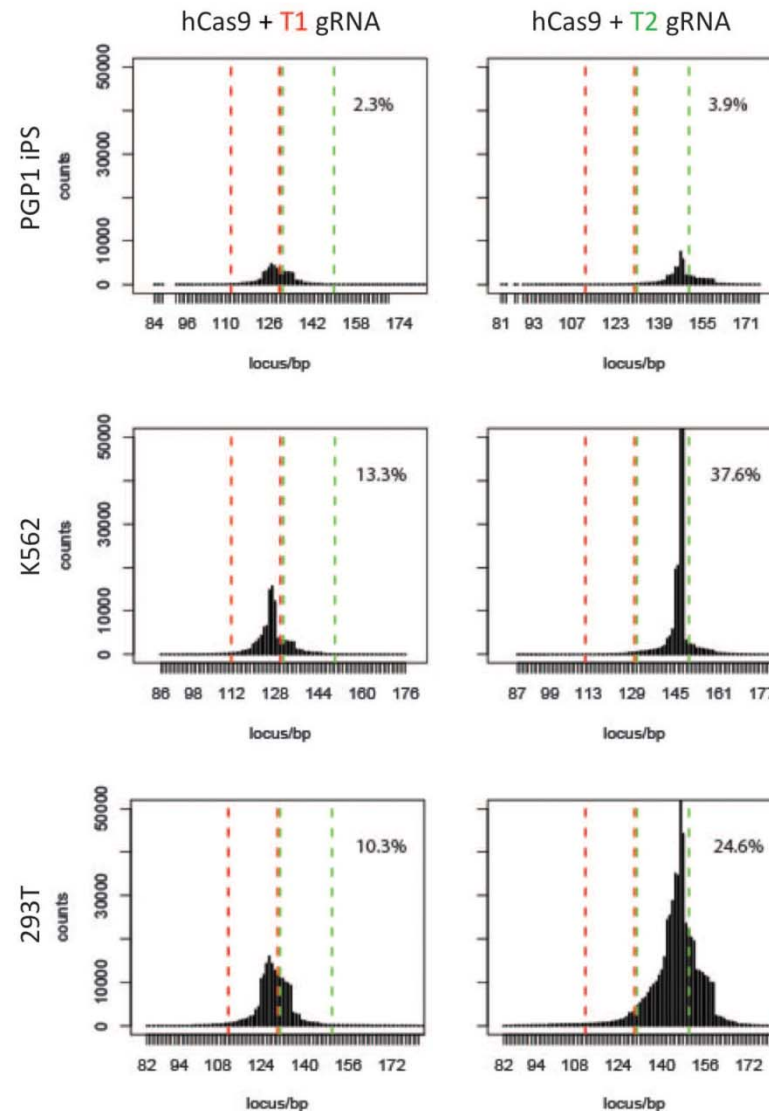 hCas9 + T1 gRNA
hCas9 + T2 gRNA
PGP1 iPS
counts
50000
30000
10000
0
2.3%
84 96 110 126 142 158 174
locus/bp
3.9%
81 93 107 123 139 155 171
locus/bp
K562
counts
50000
30000
10000
0
13.3%
86 98 112 128 144 160 176
locus/bp
37.6%
87 99 113 129 145 161 177
locus/bp
293T
counts
50000
30000
10000
0
10.3%
82 94 108 124 140 156 172
locus/bp
24.6%
82 94 108 124 140 156 172
locus/bp